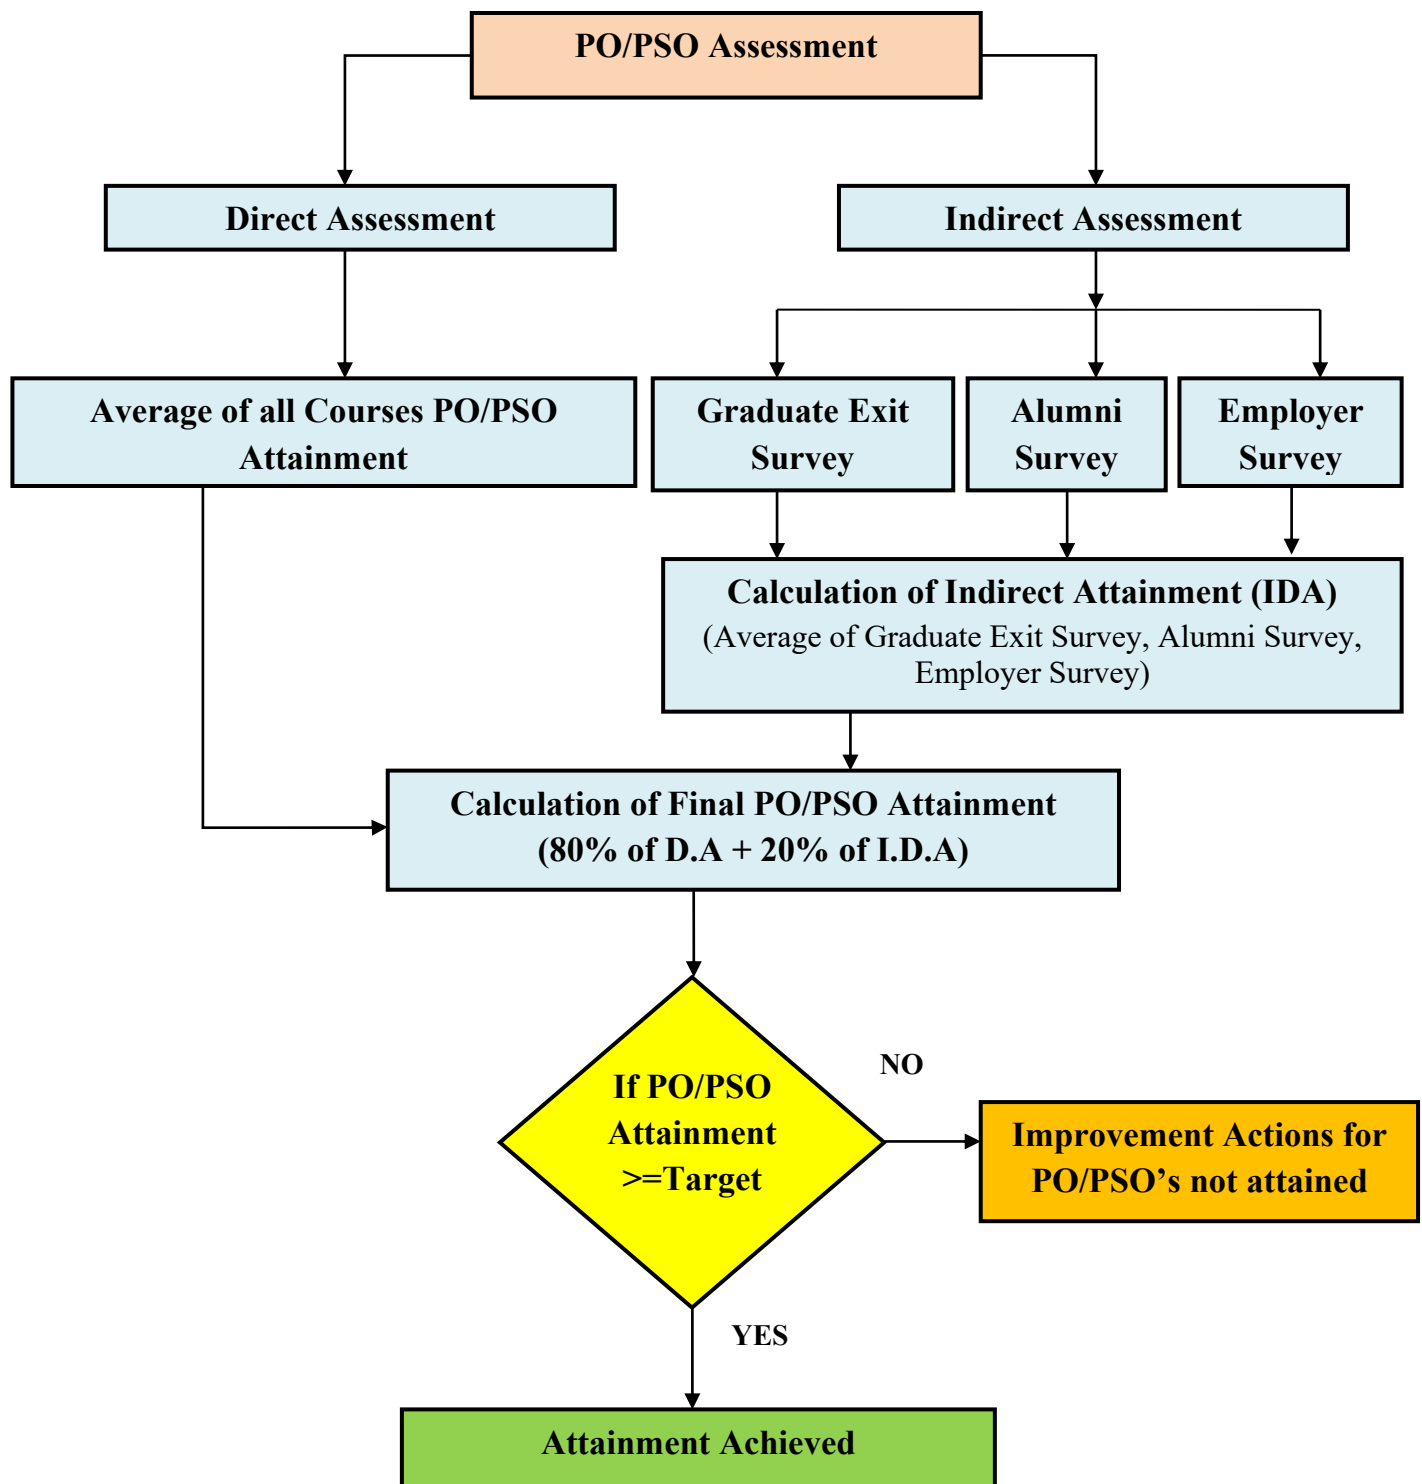 PO/PSO Assessment
Direct Assessment
Indirect Assessment
Average of all Courses PO/PSO
Attainment
Graduate Exit
Survey
Alumni
Survey
Employer
Survey
Calculation of Indirect Attainment (IDA)
(Average of Graduate Exit Survey, Alumni Survey,
Employer Survey)
Calculation of Final PO/PSO Attainment
(80% of D.A + 20% of I.D.A)
If PO/PSO
Attainment
>=Target
NO
Improvement Actions for
PO/PSO’s not attained
YES
Attainment Achieved